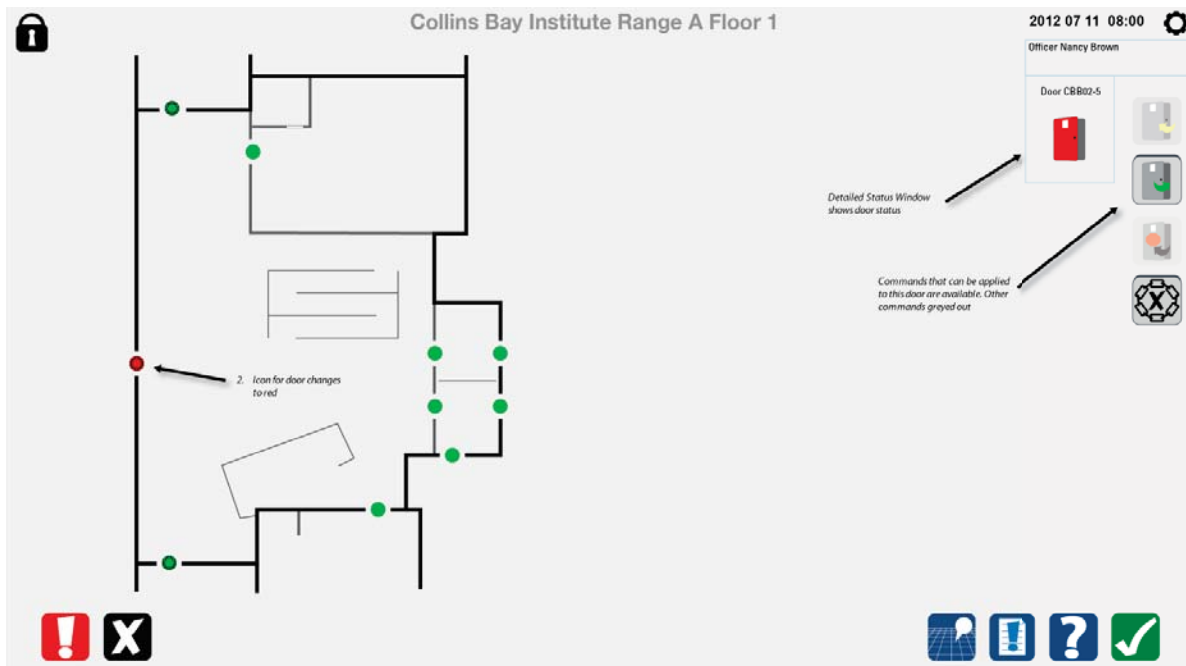 Collins Bay Institute Range A Floor 1
2012 07 11 08:00
Officer Nancy Brown
Door CBB02-5
Detailed Status Window
shows door status
Commands that can be applied
to this door are available. Other
commands greyed out
2. Icon for door changes
to red